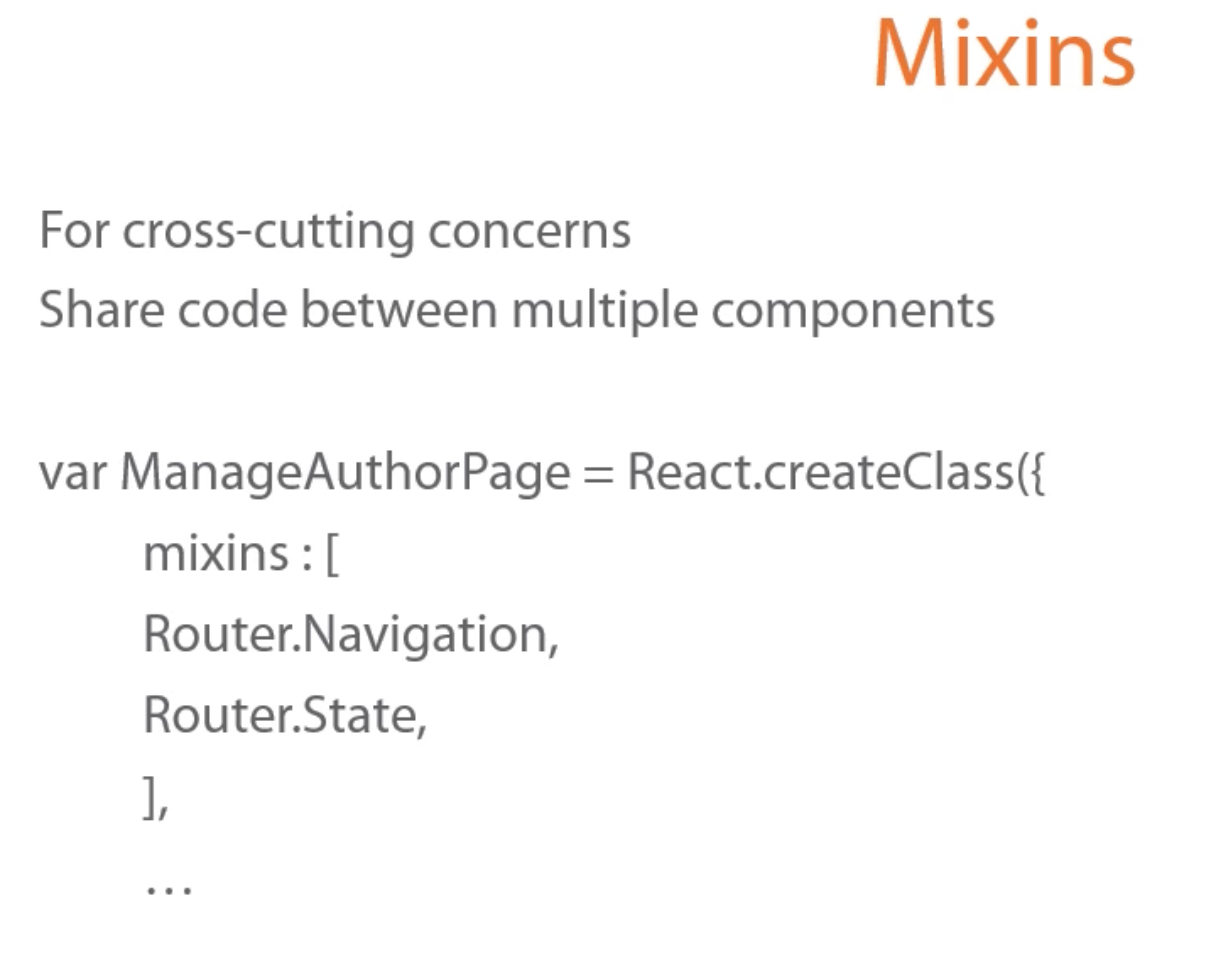 Mixins
For cross-cutting concerns
Share code between multiple components
var ManageAuthorPage = React.createClass({
mixins : [
Router.Navigation,
Router.State,
],
…